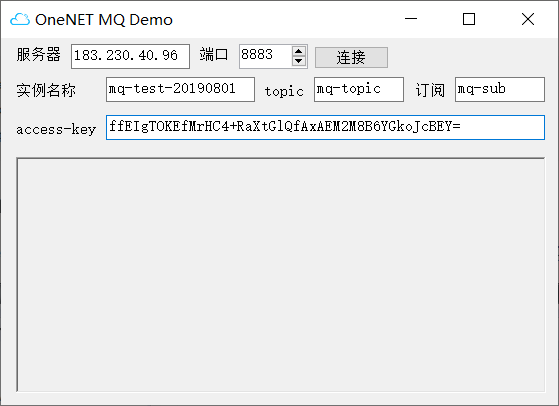 OneNET MQ Demo
服务器 183.230.40.96 端口 8883 连接
实例名称 mq-test-20190801 topic mq-topic 订阅 mq-sub
access-key ffEIgTOKEfMrHC4+RaXtGlQfAxAEM2M8B6YGkoJcBEY=